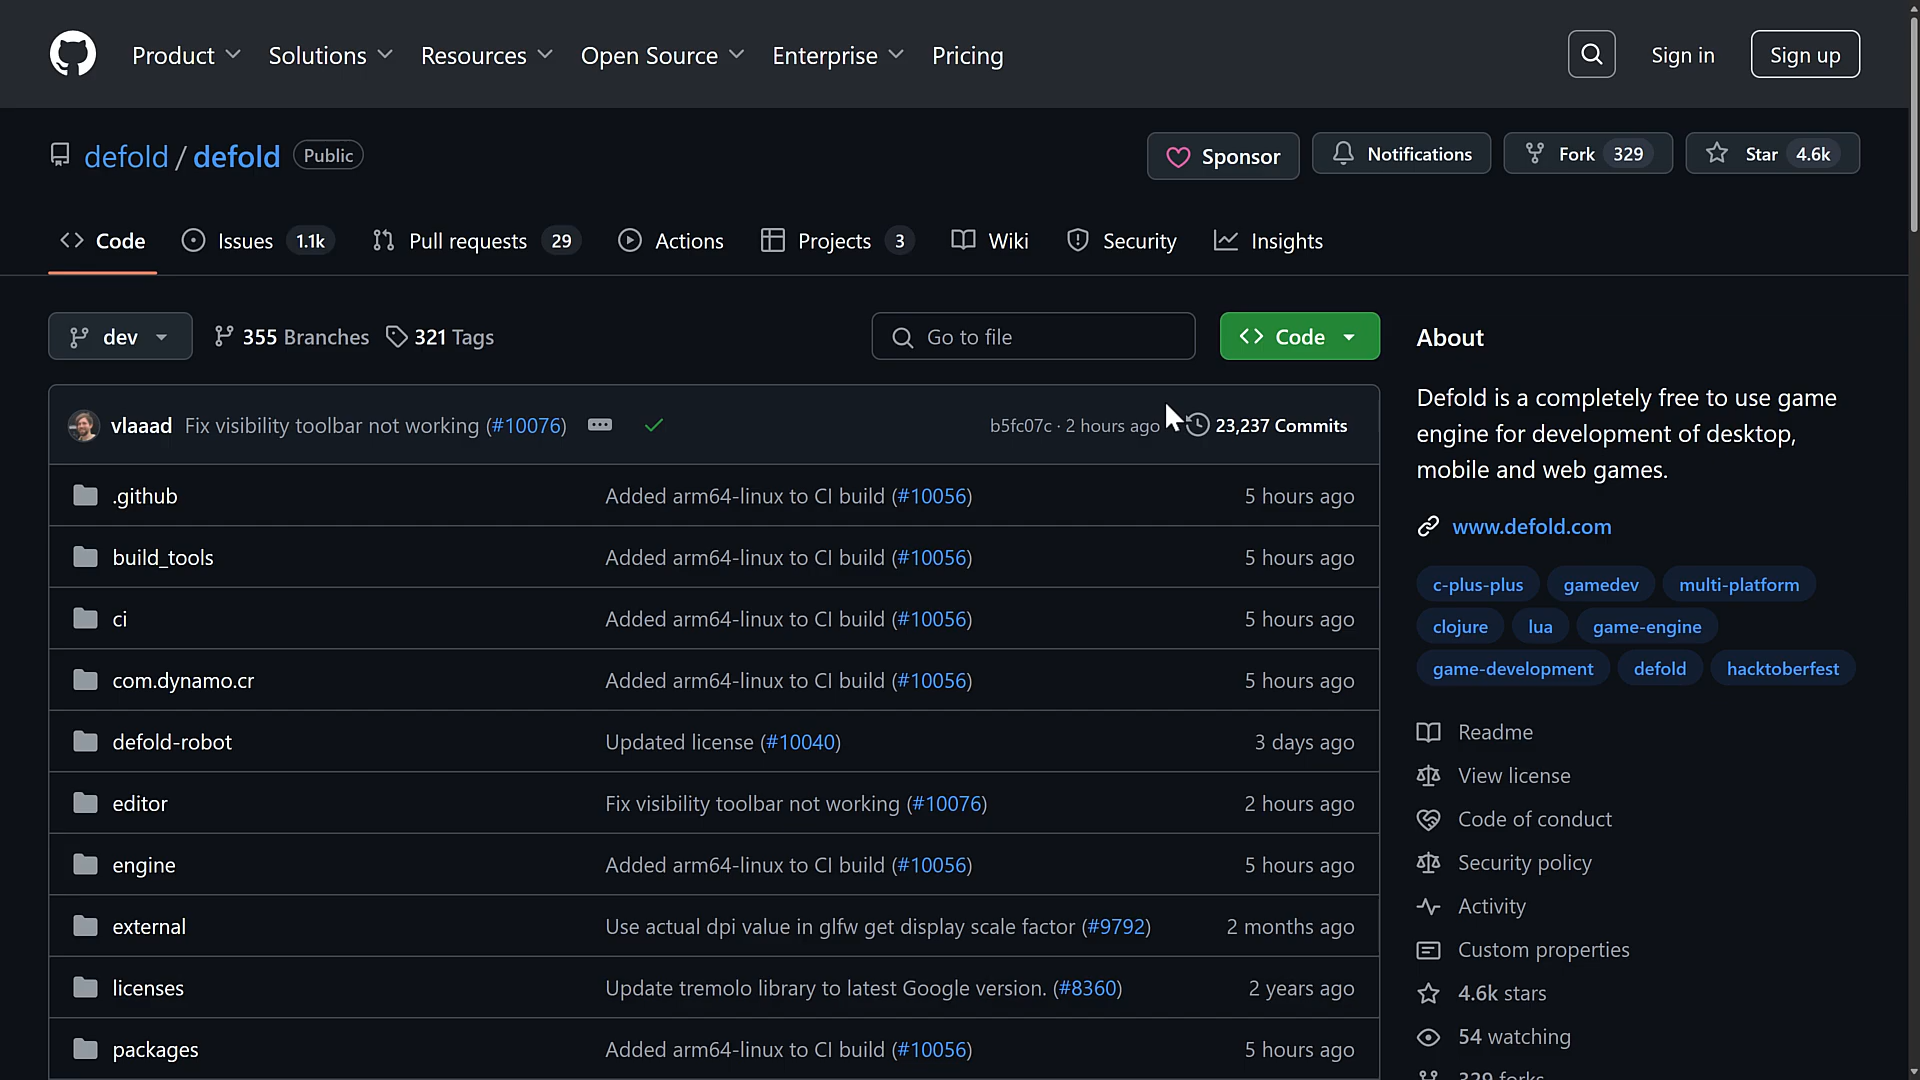 Product Solutions Resources Open Source Enterprise Pricing Sign in Sign up
defold / defold Public Sponsor Notifications Fork 329 Star 4.6k
Code Issues 1.1k Pull requests 29 Actions Projects 3 Wiki Security Insights
dev 355 Branches 321 Tags Go to file Code
vlaaad Fix visibility toolbar not working (#10076) b5fc07c · 2 hours ago 23,237 Commits
.github Added arm64-linux to CI build (#10056) 5 hours ago
build_tools Added arm64-linux to CI build (#10056) 5 hours ago
ci Added arm64-linux to CI build (#10056) 5 hours ago
com.dynamo.cr Added arm64-linux to CI build (#10056) 5 hours ago
defold-robot Updated license (#10040) 3 days ago
editor Fix visibility toolbar not working (#10076) 2 hours ago
engine Added arm64-linux to CI build (#10056) 5 hours ago
external Use actual dpi value in glfw get display scale factor (#9792) 2 months ago
licenses Update tremolo library to latest Google version. (#8360) 2 years ago
packages Added arm64-linux to CI build (#10056) 5 hours ago
About
Defold is a completely free to use game
engine for development of desktop,
mobile and web games.
www.defold.com
c-plus-plus gamedev multi-platform
clojure lua game-engine
game-development defold hacktoberfest
Readme
View license
Code of conduct
Security policy
Activity
Custom properties
4.6k stars
54 watching
329 forks